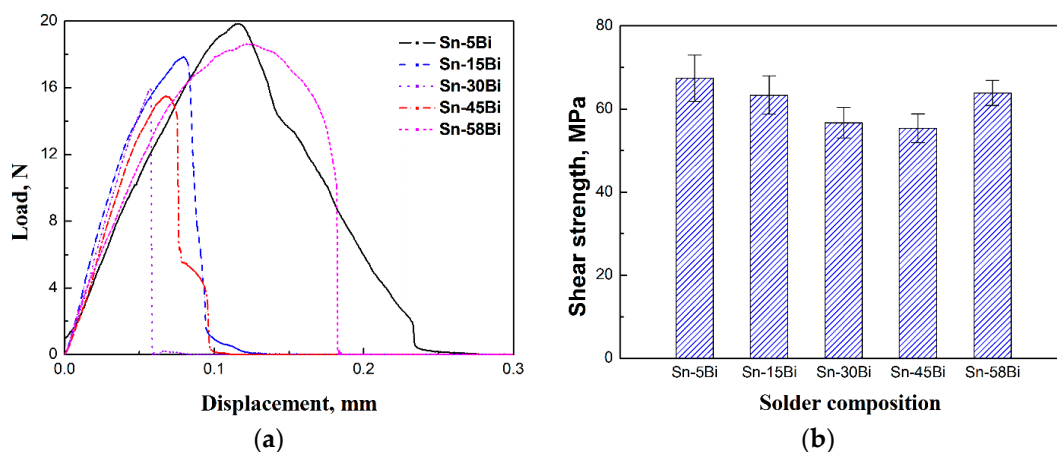 20
16
12
8
4
0
Load, N
Sn-5Bi
Sn-15Bi
Sn-30Bi
Sn-45Bi
Sn-58Bi
0.0 0.1 0.2 0.3
Displacement, mm
(a)
80
60
40
20
0
Shear strength, MPa
Sn-5Bi Sn-15Bi Sn-30Bi Sn-45Bi Sn-58Bi
Solder composition
(b)